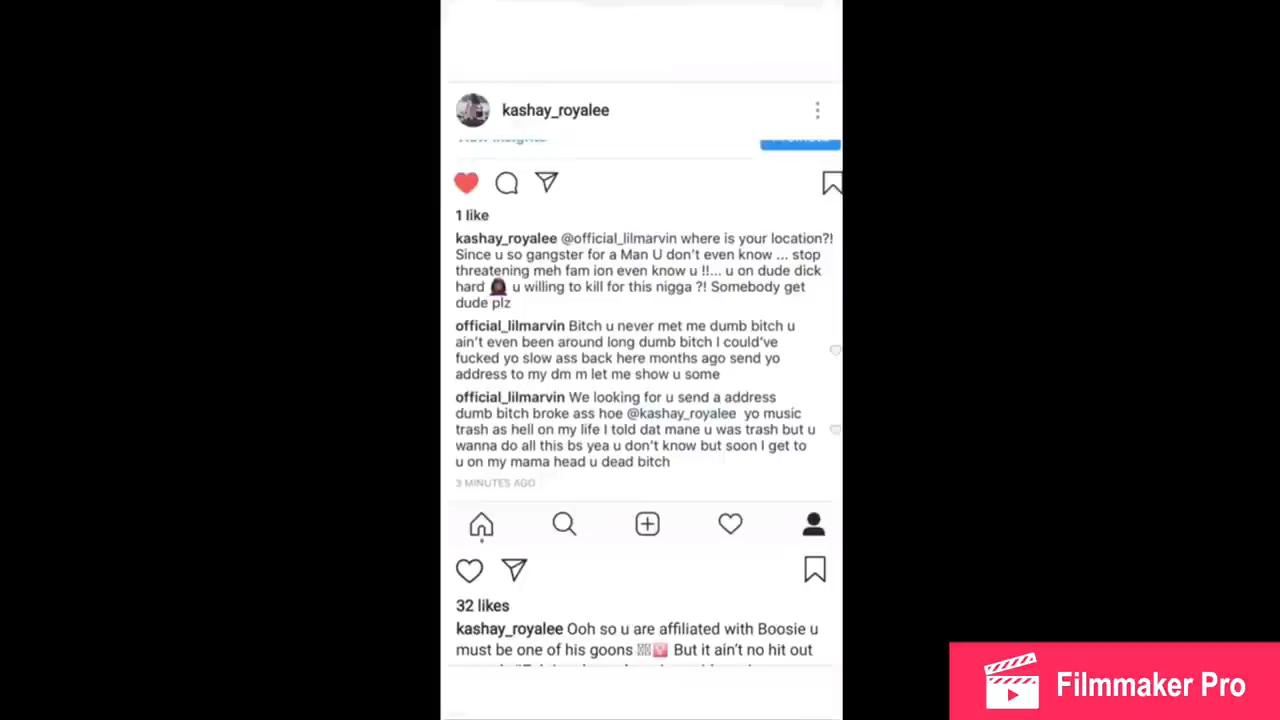 kashay_royalee
1 like
kashay_royalee @official_lilmarvin where is your location?!
Since u so gangster for a Man U don't even know ... stop
threatening meh fam ion even know u !!... u on dude dick
hard u willing to kill for this nigga ?! Somebody get
dude plz
official_lilmarvin Bitch u never met me dumb bitch u
ain't even been around long dumb bitch I could've
fucked yo slow ass back here months ago send yo
address to my dm m let me show u some
official_lilmarvin We looking for u send a address
dumb bitch broke ass hoe @kashay_royalee yo music
trash as hell on my life I told dat mane u was trash but u
wanna do all this bs yea u don't know but soon I get to
u on my mama head u dead bitch
3 MINUTES AGO
32 likes
kashay_royalee Ooh so u are affiliated with Boosie u
must be one of his goons But it ain't no hit out
Filmmaker Pro